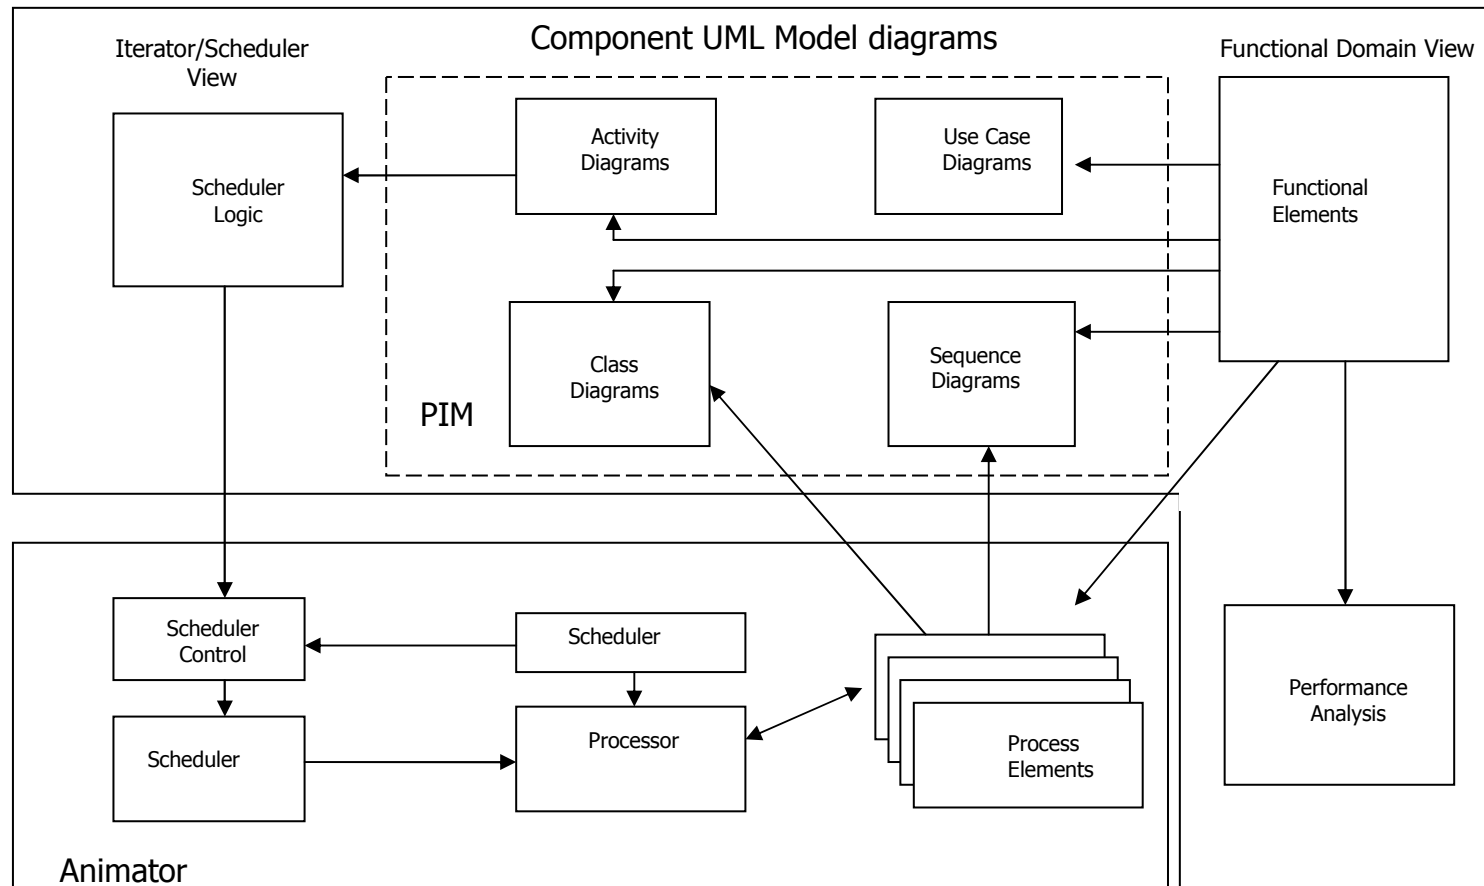 Component UML Model diagrams
Iterator/Scheduler
View
Functional Domain View
Activity
Diagrams
Use Case
Diagrams
Scheduler
Logic
Functional
Elements
Class
Diagrams
Sequence
Diagrams
PIM
Scheduler
Control
Scheduler
Scheduler
Processor
Process
Elements
Performance
Analysis
Animator